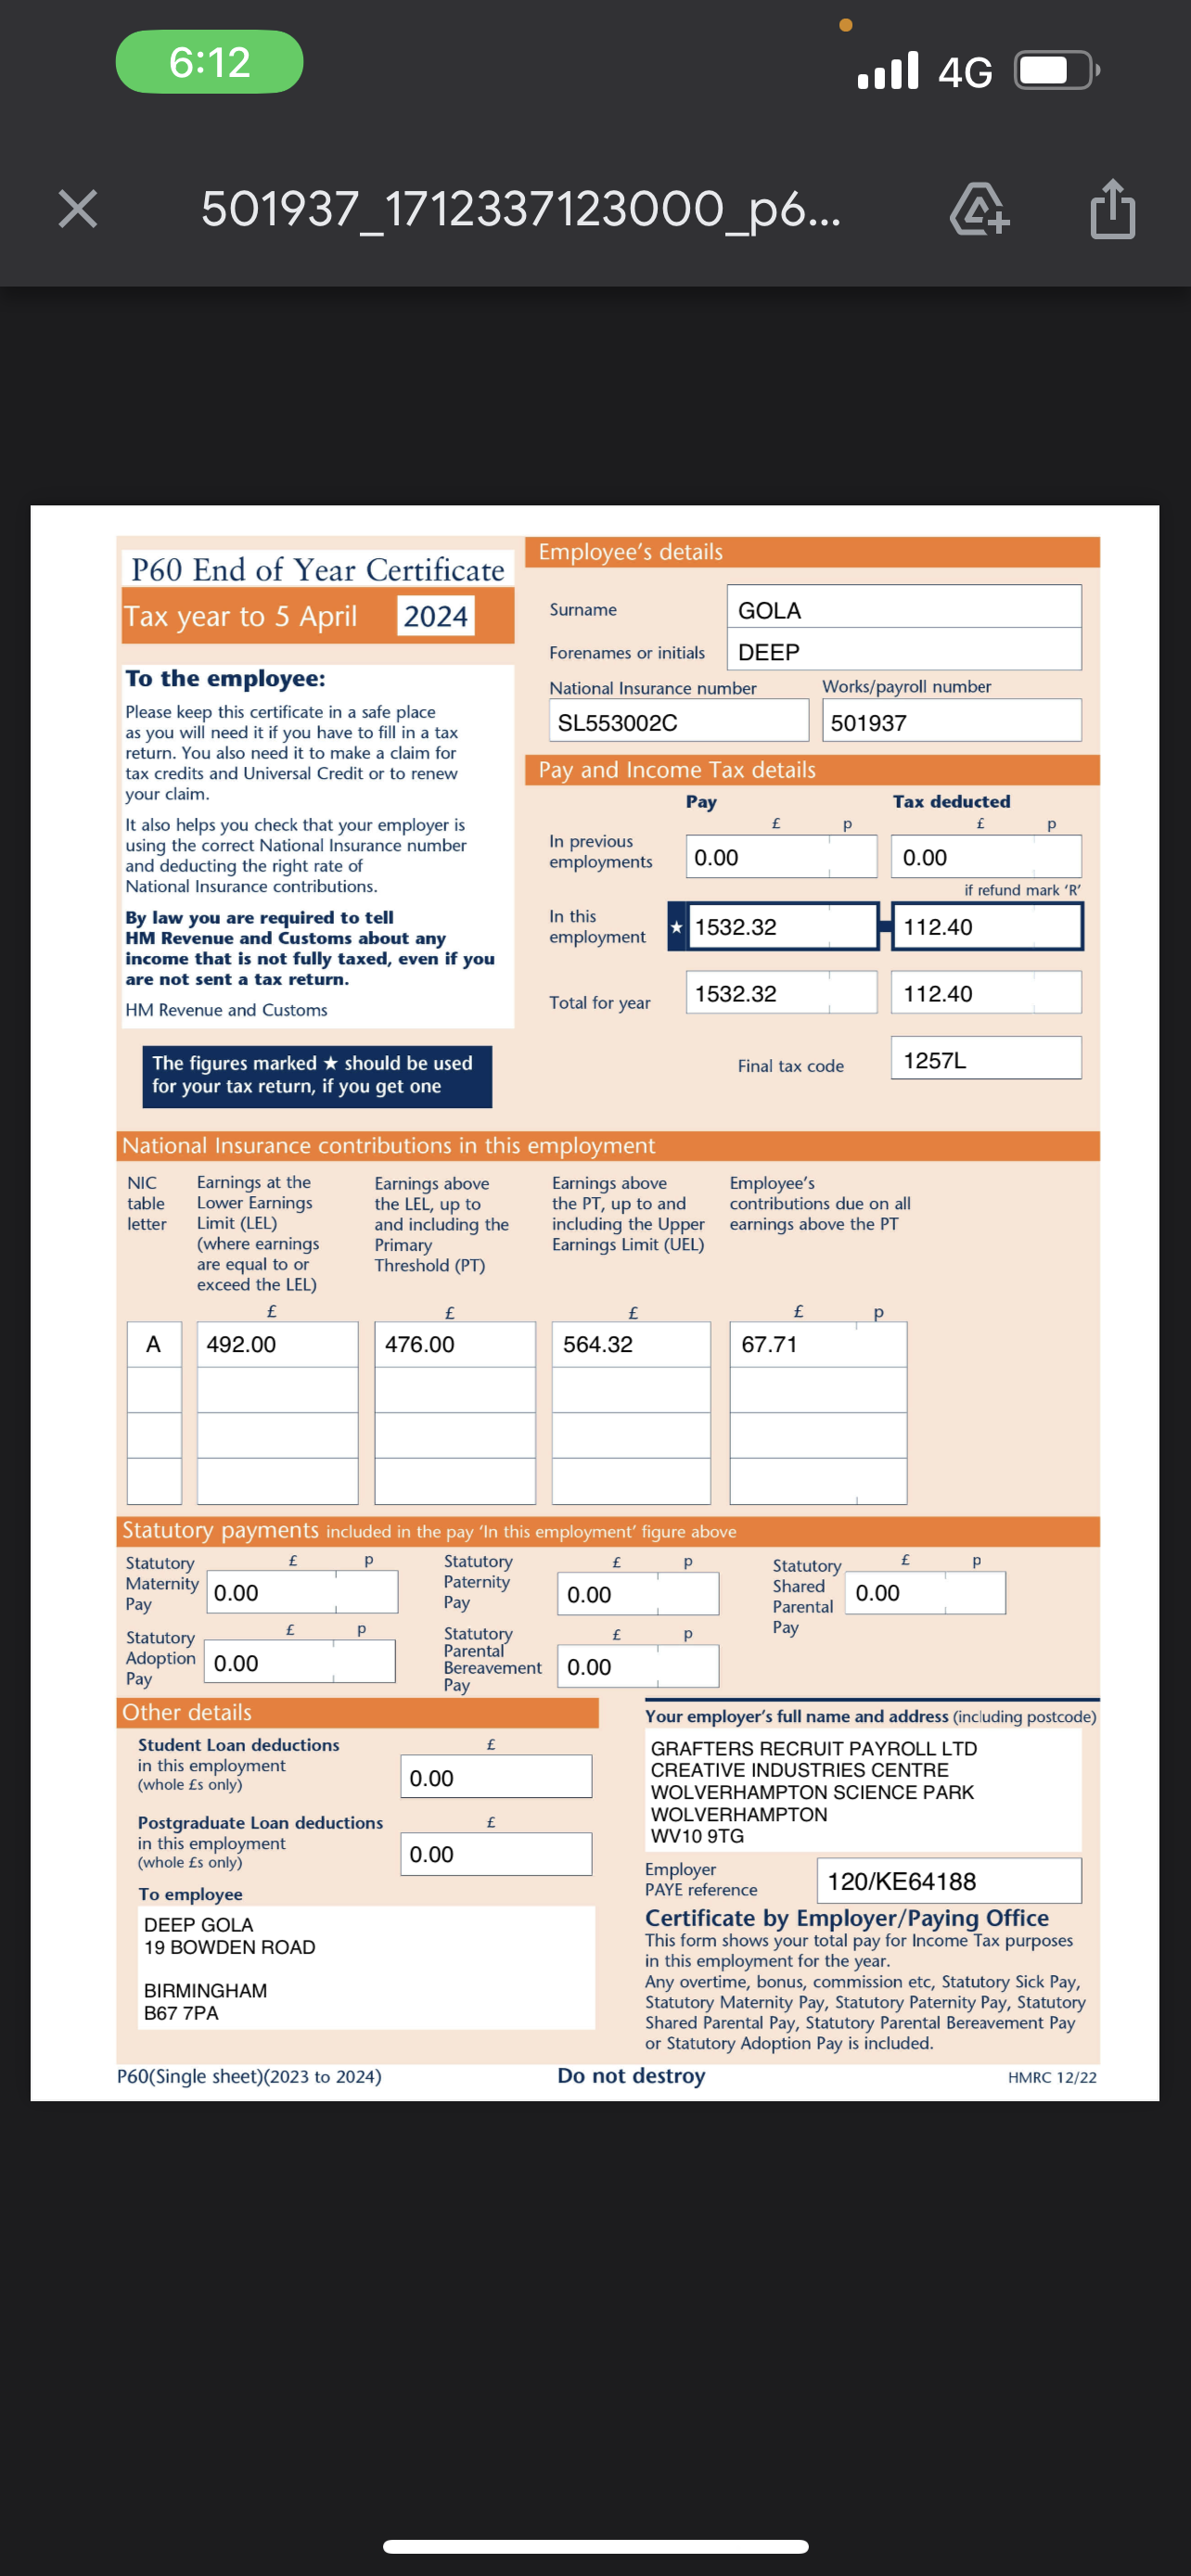 6:12
4G
501937_1712337123000_p6...
P60 End of Year Certificate
Tax year to 5 April 2024
To the employee:
Please keep this certificate in a safe place
as you will need it if you have to fill in a tax
return. You also need it to make a claim for
tax credits and Universal Credit or to renew
your claim.
It also helps you check that your employer is
using the correct National Insurance number
and deducting the right rate of
National Insurance contributions.
By law you are required to tell
HM Revenue and Customs about any
income that is not fully taxed, even if you
are not sent a tax return.
HM Revenue and Customs
The figures marked ★ should be used
for your tax return, if you get one
Employee's details
Surname GOLA
Forenames or initials DEEP
National Insurance number Works/payroll number
SL553002C 501937
Pay and Income Tax details
Pay Tax deducted
£ p £ p
In previous
employments 0.00 0.00
if refund mark 'R'
In this
employment ★ 1532.32 112.40
Total for year 1532.32 112.40
Final tax code 1257L
National Insurance contributions in this employment
NIC
table
letter
Earnings at the
Lower Earnings
Limit (LEL)
(where earnings
are equal to or
exceed the LEL)
Earnings above
the LEL, up to
and including the
Primary
Threshold (PT)
Earnings above
the PT, up to and
including the Upper
Earnings Limit (UEL)
Employee's
contributions due on all
earnings above the PT
£ £ £ £ p
A 492.00 476.00 564.32 67.71
Statutory payments included in the pay 'In this employment' figure above
Statutory
Maternity
Pay
£ p
0.00
Statutory
Paternity
Pay
£ p
0.00
Statutory
Shared
Parental
Pay
£ p
0.00
Statutory
Adoption
Pay
£ p
0.00
Statutory
Parental
Bereavement
Pay
£ p
0.00
Other details
Student Loan deductions
in this employment
(whole £s only)
£
0.00
Postgraduate Loan deductions
in this employment
(whole £s only)
£
0.00
To employee
DEEP GOLA
19 BOWDEN ROAD
BIRMINGHAM
B67 7PA
Your employer's full name and address (including postcode)
GRAFTERS RECRUIT PAYROLL LTD
CREATIVE INDUSTRIES CENTRE
WOLVERHAMPTON SCIENCE PARK
WOLVERHAMPTON
WV10 9TG
Employer
PAYE reference 120/KE64188
Certificate by Employer/Paying Office
This form shows your total pay for Income Tax purposes
in this employment for the year.
Any overtime, bonus, commission etc, Statutory Sick Pay,
Statutory Maternity Pay, Statutory Paternity Pay, Statutory
Shared Parental Pay, Statutory Parental Bereavement Pay
or Statutory Adoption Pay is included.
P60(Single sheet)(2023 to 2024) Do not destroy HMRC 12/22